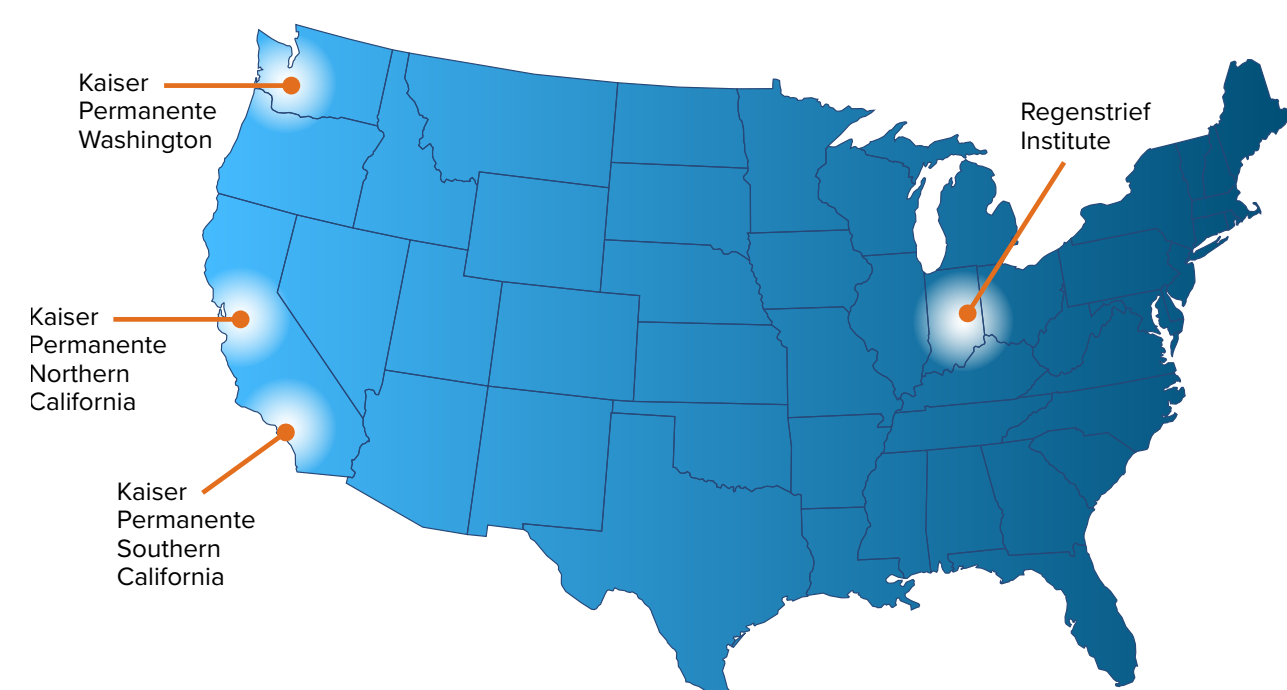 Kaiser
Permanente
Washington
Regenstrief
Institute
Kaiser
Permanente
Northern
California
Kaiser
Permanente
Southern
California